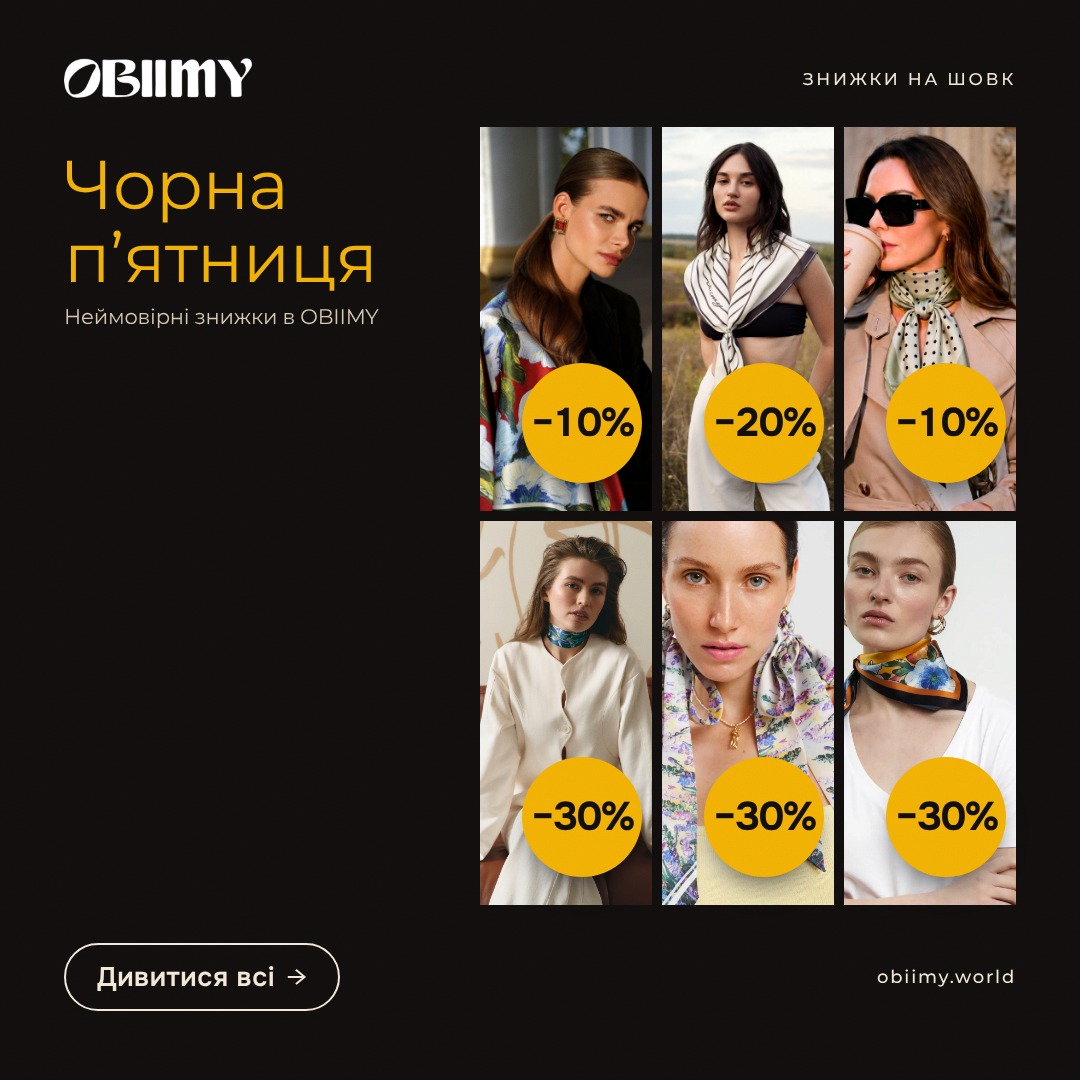 OBIIMY
ЗНИЖКИ НА ШОВК
Чорна
п’ятниця
Неймовірні знижки в OBIIMY
-10%
-20%
-10%
-30%
-30%
-30%
Дивитися всі →
obiimy.world